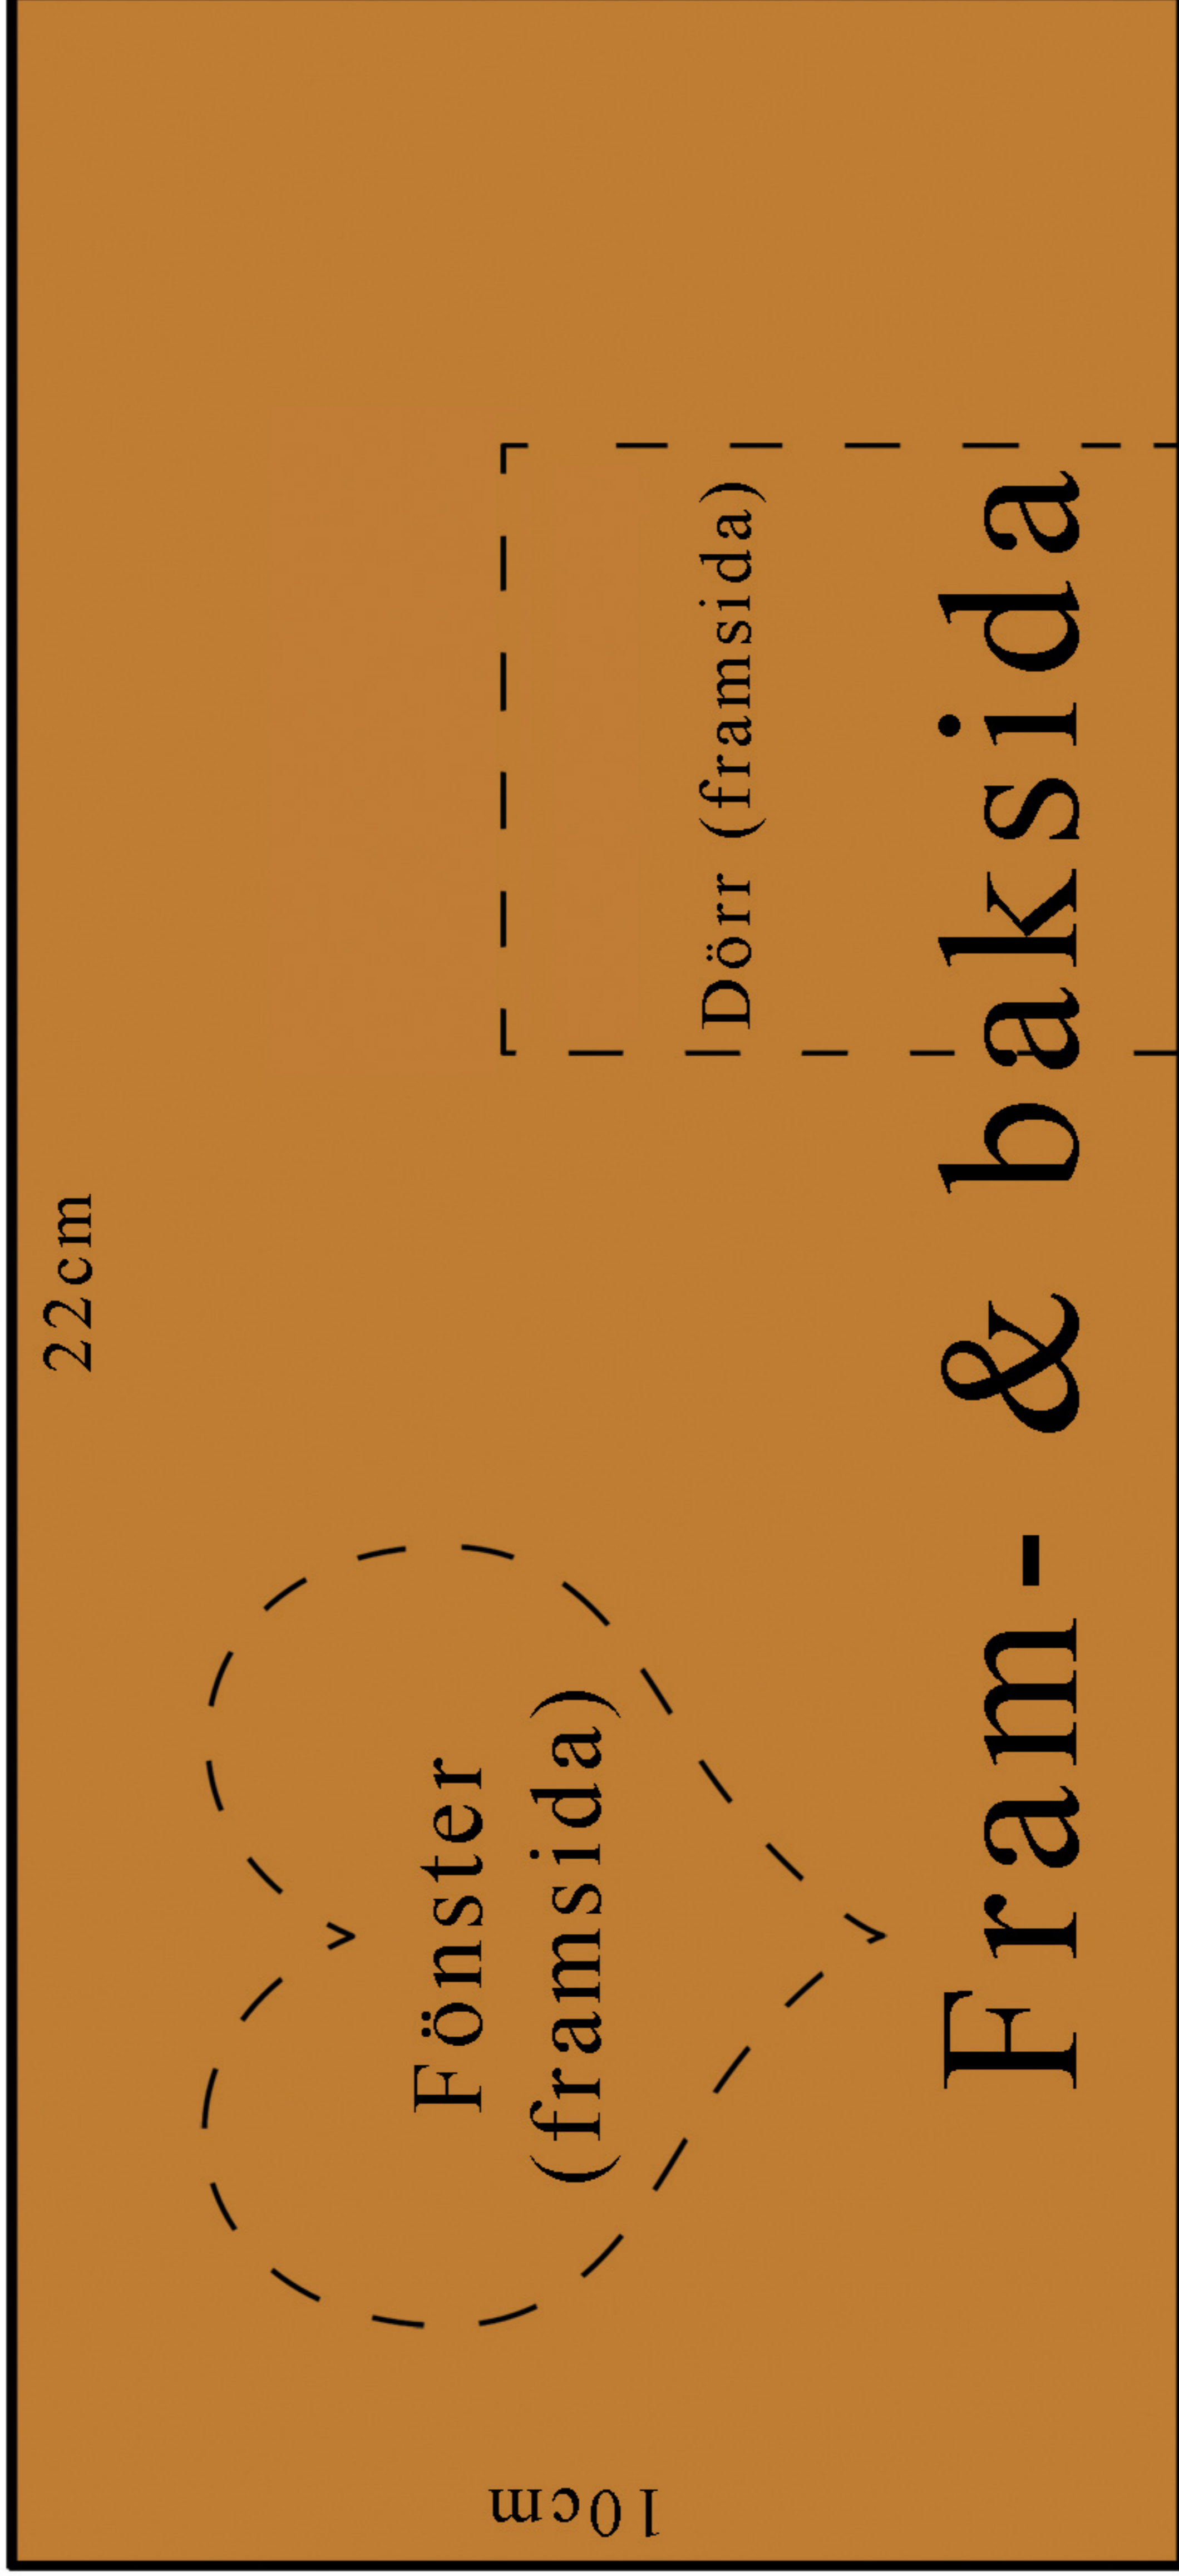 22cm
Fönster
(framsida)
Dörr (framsida)
10cm
Fram- & baksida